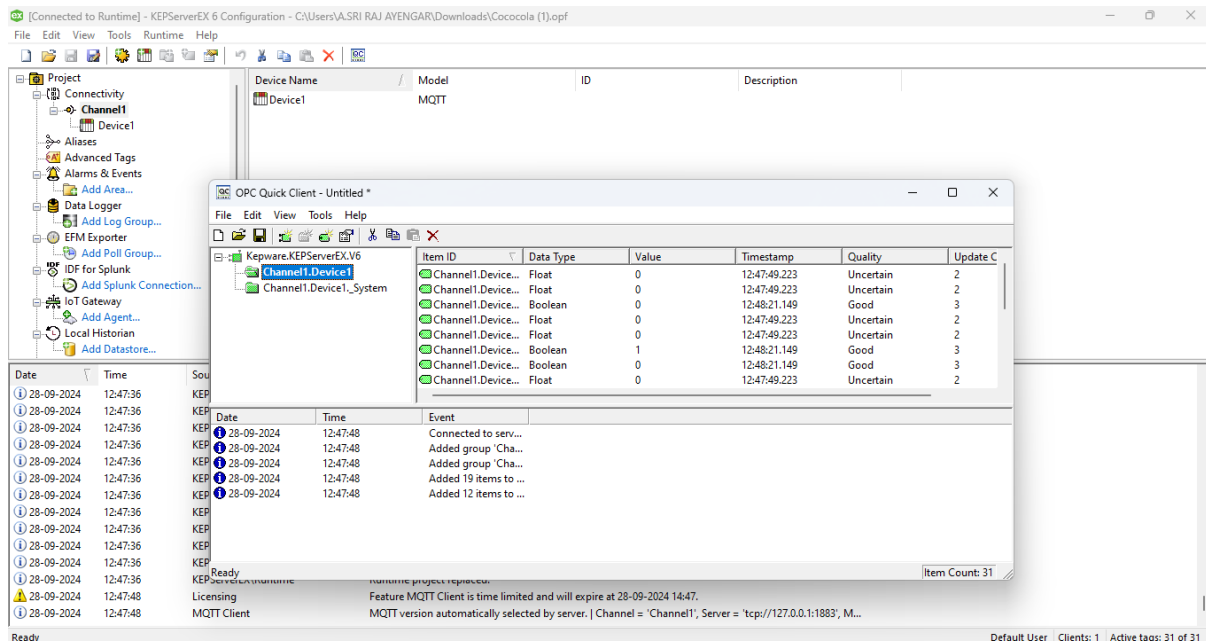 [Connected to Runtime] - KEPServerEX 6 Configuration - C:\Users\A.SRI RAJ AYENGAR\Downloads\Cococola (1).opf
File Edit View Tools Runtime Help
Project
Connectivity
Channel1
Device1
Aliases
Advanced Tags
Alarms & Events
Add Area...
Data Logger
Add Log Group...
EFM Exporter
Add Poll Group...
IDF for Splunk
Add Splunk Connection...
IoT Gateway
Add Agent...
Local Historian
Add Datastore...
Device Name / Model ID Description
Device1 MQTT
OPC Quick Client - Untitled *
File Edit View Tools Help
Kepware.KEPServerEX.V6
Channel1.Device1
Channel1.Device1._System
Item ID Data Type Value Timestamp Quality Update C
Channel1.Device... Float 0 12:47:49.223 Uncertain 2
Channel1.Device... Float 0 12:47:49.223 Uncertain 2
Channel1.Device... Boolean 0 12:48:21.149 Good 3
Channel1.Device... Float 0 12:47:49.223 Uncertain 2
Channel1.Device... Float 0 12:47:49.223 Uncertain 2
Channel1.Device... Boolean 1 12:48:21.149 Good 3
Channel1.Device... Boolean 0 12:48:21.149 Good 3
Channel1.Device... Float 0 12:47:49.223 Uncertain 2
Date Time Event
28-09-2024 12:47:48 Connected to serv...
28-09-2024 12:47:48 Added group 'Cha...
28-09-2024 12:47:48 Added group 'Cha...
28-09-2024 12:47:48 Added 19 items to ...
28-09-2024 12:47:48 Added 12 items to ...
Ready Item Count: 31
Date Time Sou
28-09-2024 12:47:36 KEP
28-09-2024 12:47:36 KEP
28-09-2024 12:47:36 KEP
28-09-2024 12:47:36 KEP
28-09-2024 12:47:36 KEP
28-09-2024 12:47:36 KEP
28-09-2024 12:47:36 KEP
28-09-2024 12:47:36 KEP
28-09-2024 12:47:36 KEP
28-09-2024 12:47:36 KEP
28-09-2024 12:47:36 KEP
28-09-2024 12:47:36 KEPServerEX\Runtime Runtime project replaced.
28-09-2024 12:47:48 Licensing Feature MQTT Client is time limited and will expire at 28-09-2024 14:47.
28-09-2024 12:47:48 MQTT Client MQTT version automatically selected by server. | Channel = 'Channel1', Server = 'tcp://127.0.0.1:1883', M...
Ready Default User Clients: 1 Active tags: 31 of 31